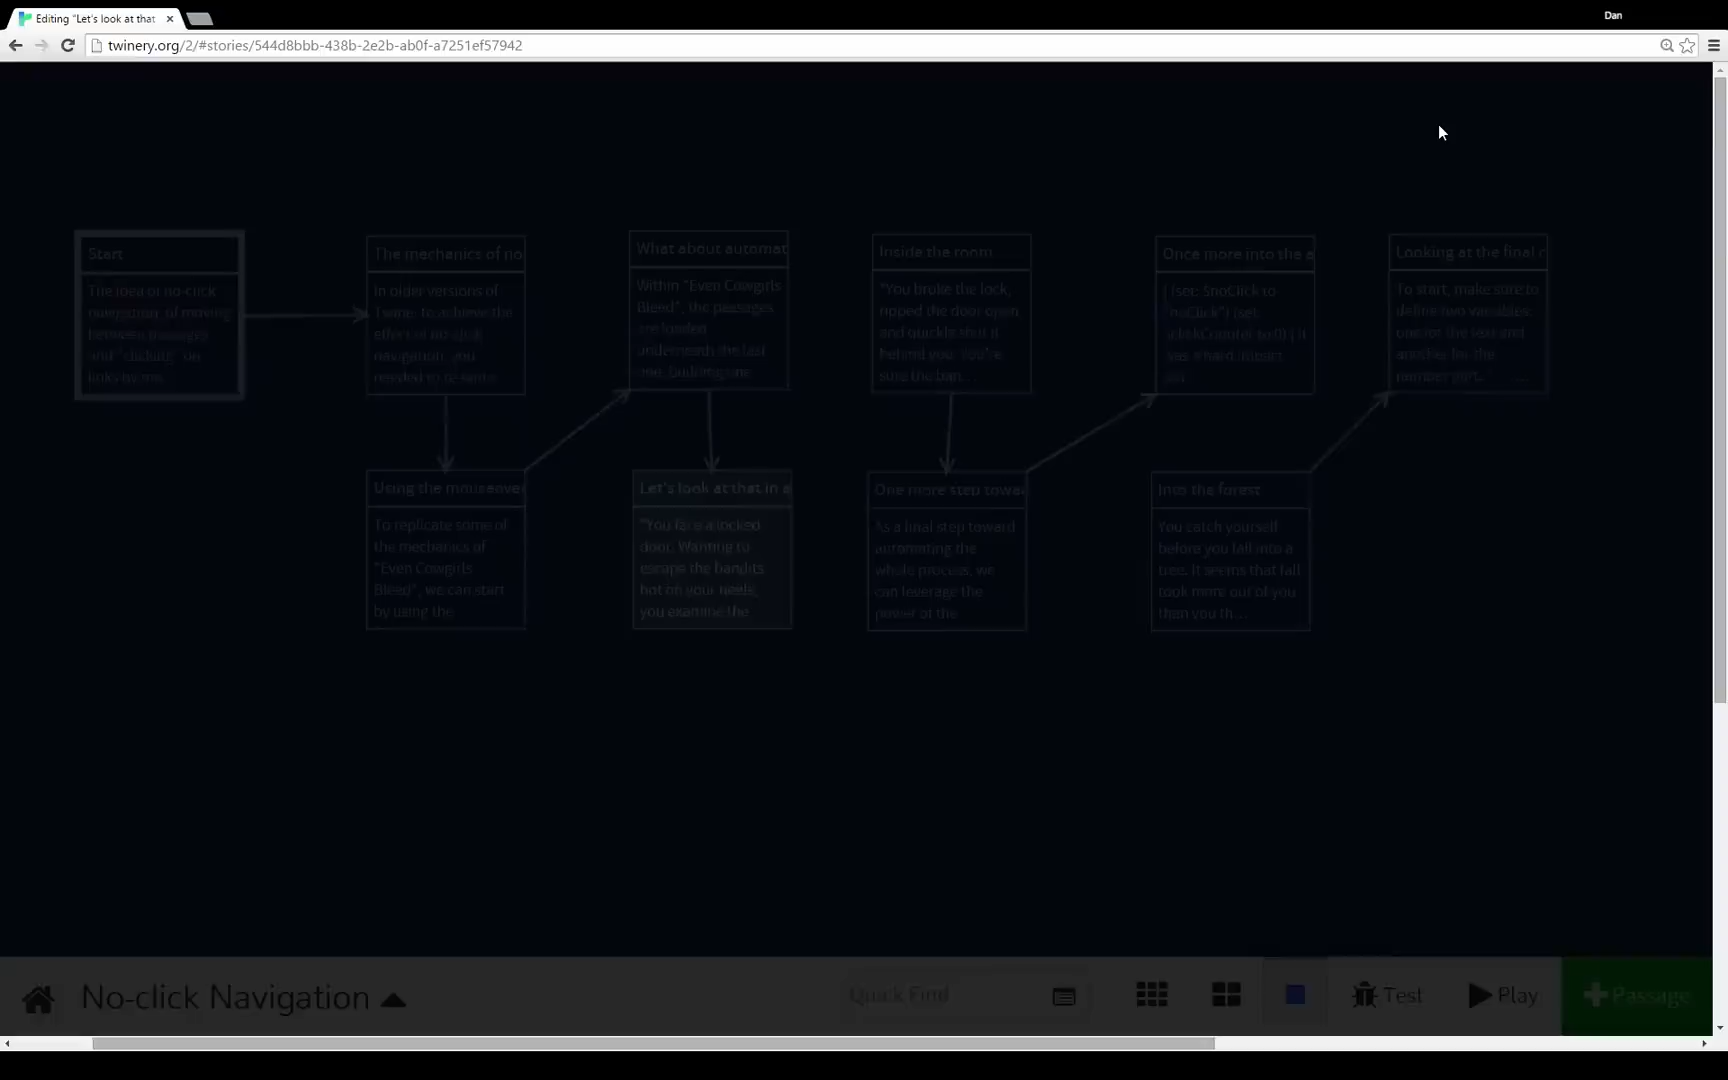 Editing "Let's look at that
Dan
twinery.org/2/#stories/544d8bbb-438b-2e2b-ab0f-a7251ef57942
Start
The idea of no-click
navigation, of moving
between passages
and "clicking" on
The mechanics of no
In older versions of
Twine, to achieve the
effect of no-click
navigation, you
needed to
What about automat
Within "Even Cowgirls
Bleed", the passages
are loaded
underneath the last
one, building one
Inside the room
"You broke the lock,
ripped the door open
and quickle shut it
behind you. You're
sure the ban...
Once more into the a
(set: $noClick to
"noClick") (set:
was a hard impact,
Looking at the final r
To start, make sure to
define two variables:
one for the text and
another for the
number part. ...
Using the mouseover
To replicate some of
the mechanics of
"Even Cowgirls
Bleed", we can start
by using the
Let's look at that in a
"You face a locked
door. Wanting to
escape the bandits
hot on your heels,
you examine the
One more step towar
As a final step toward
automating the
whole process, we
can leverage the
power of the
Into the forest
You catch yourself
before you fall into a
tree. It seems that fall
took more out of you
than you th...
No-click Navigation
Quick Find
Test
Play
Passage